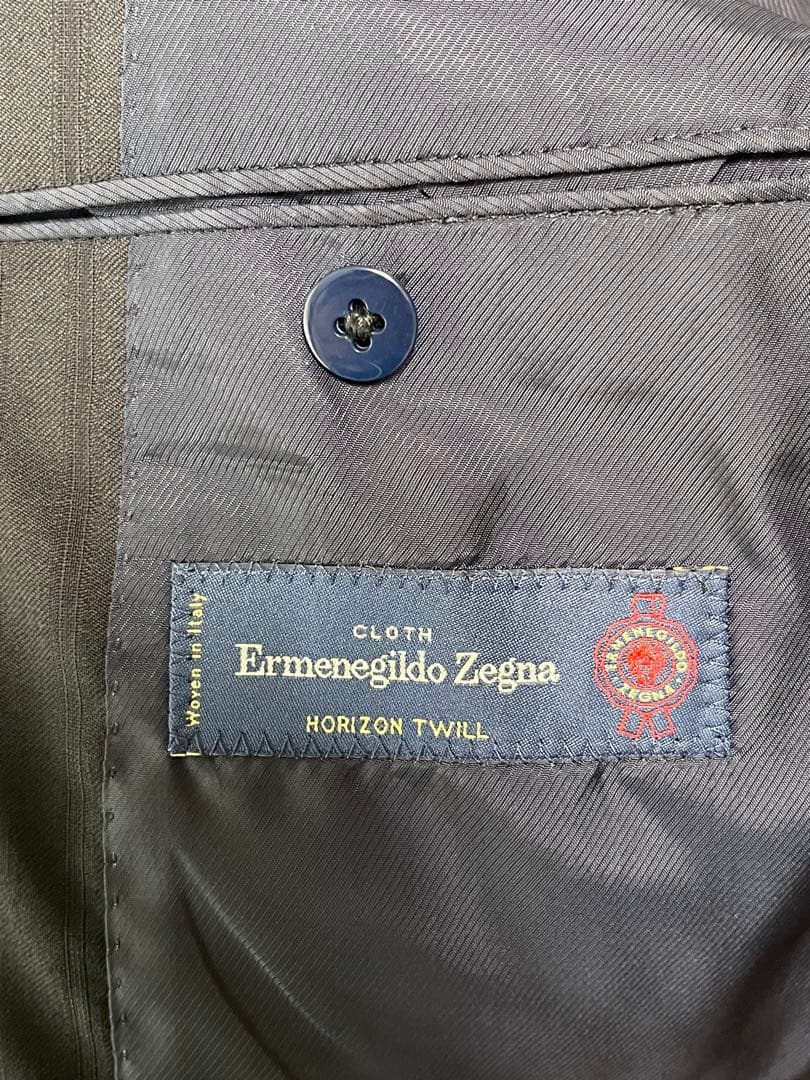 CLOTH
Ermenegildo Zegna
HORIZON TWILL
Woven in Italy
ERMENEGILDO
ZEGNA